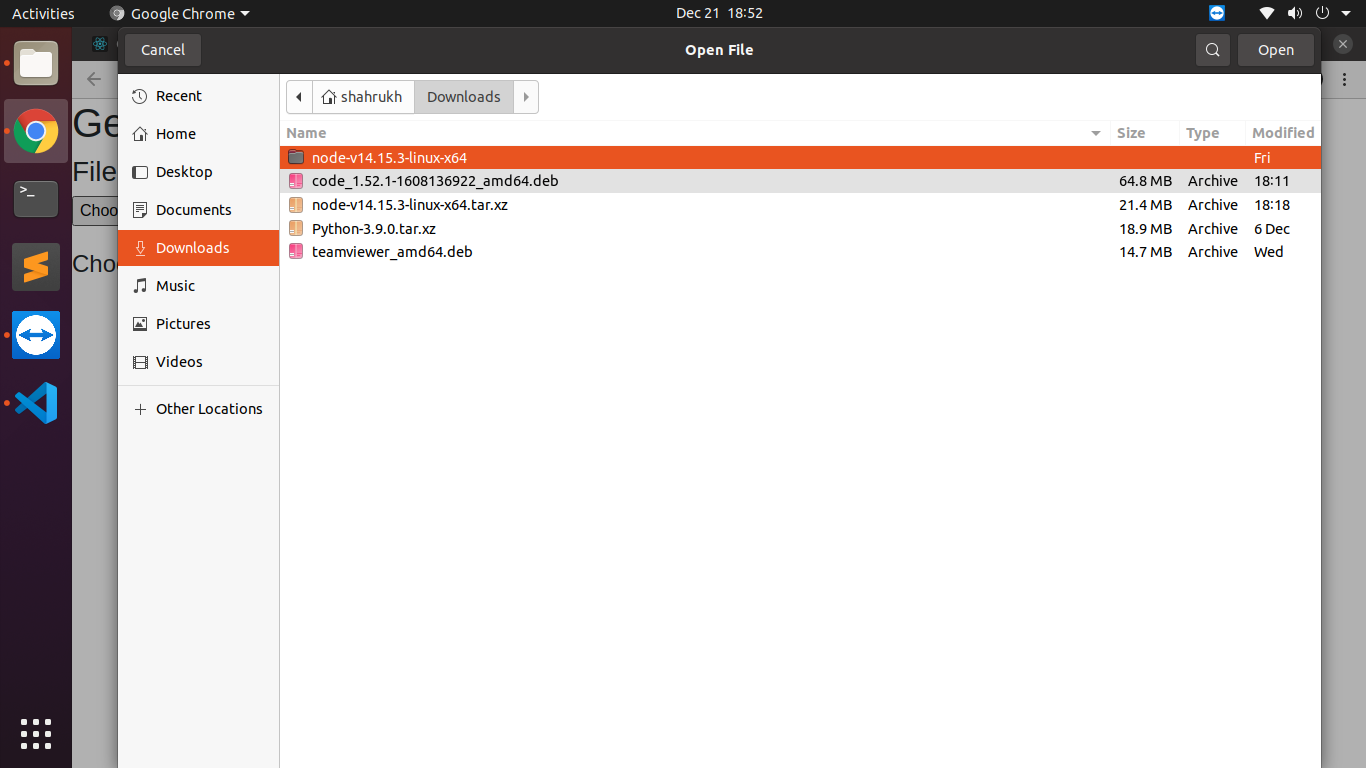 Activities Google Chrome Dec 21 18:52
Cancel Open File Open
Recent
Home
Desktop
Documents
Downloads
Music
Pictures
Videos
Other Locations
shahrukh Downloads
Name Size Type Modified
node-v14.15.3-linux-x64 Fri
code_1.52.1-1608136922_amd64.deb 64.8 MB Archive 18:11
node-v14.15.3-linux-x64.tar.xz 21.4 MB Archive 18:18
Python-3.9.0.tar.xz 18.9 MB Archive 6 Dec
teamviewer_amd64.deb 14.7 MB Archive Wed
Ge
File
Choo
Cho